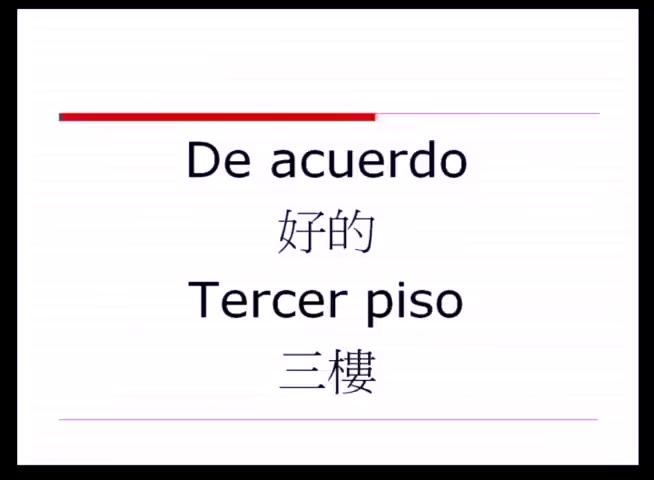 De acuerdo
好的
Tercer piso
三樓